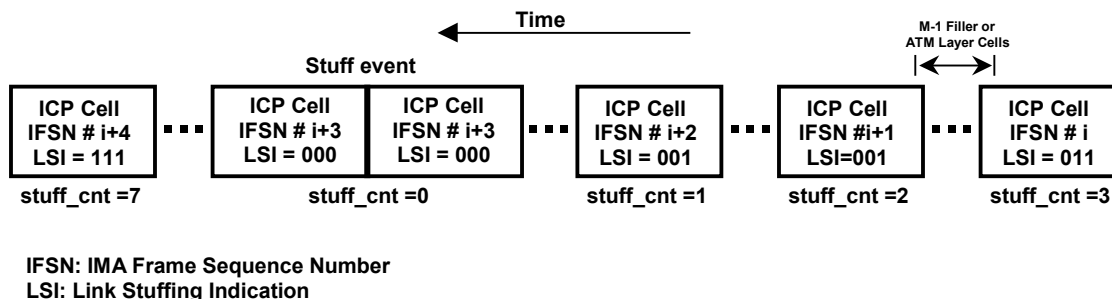 Time
M-1 Filler or
ATM Layer Cells
Stuff event
ICP Cell
IFSN # i+4
LSI = 111
stuff_cnt =7
ICP Cell
IFSN # i+3
LSI = 000
ICP Cell
IFSN # i+3
LSI = 000
stuff_cnt =0
ICP Cell
IFSN # i+2
LSI = 001
stuff_cnt =1
ICP Cell
IFSN #i+1
LSI=001
stuff_cnt =2
ICP Cell
IFSN # i
LSI = 011
stuff_cnt =3
IFSN: IMA Frame Sequence Number
LSI: Link Stuffing Indication